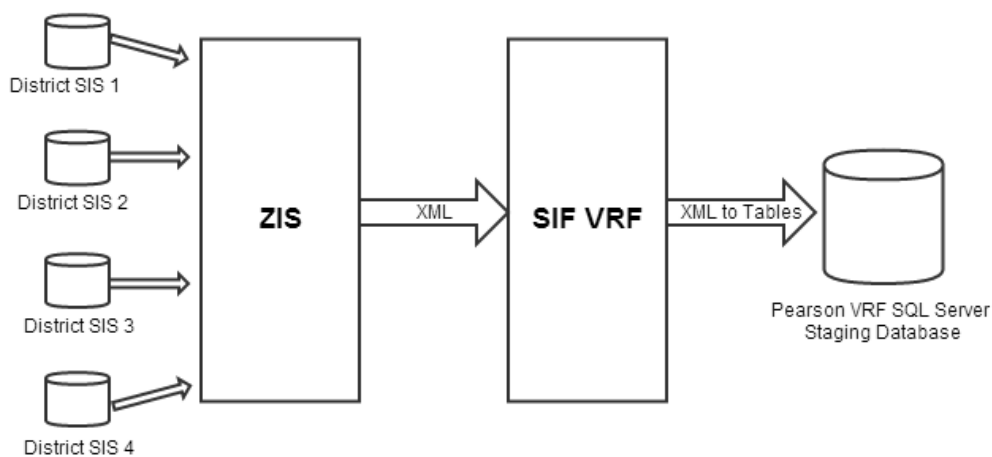 District SIS 1
District SIS 2
District SIS 3
District SIS 4
ZIS
XML
SIF VRF
XML to Tables
Pearson VRF SQL Server
Staging Database